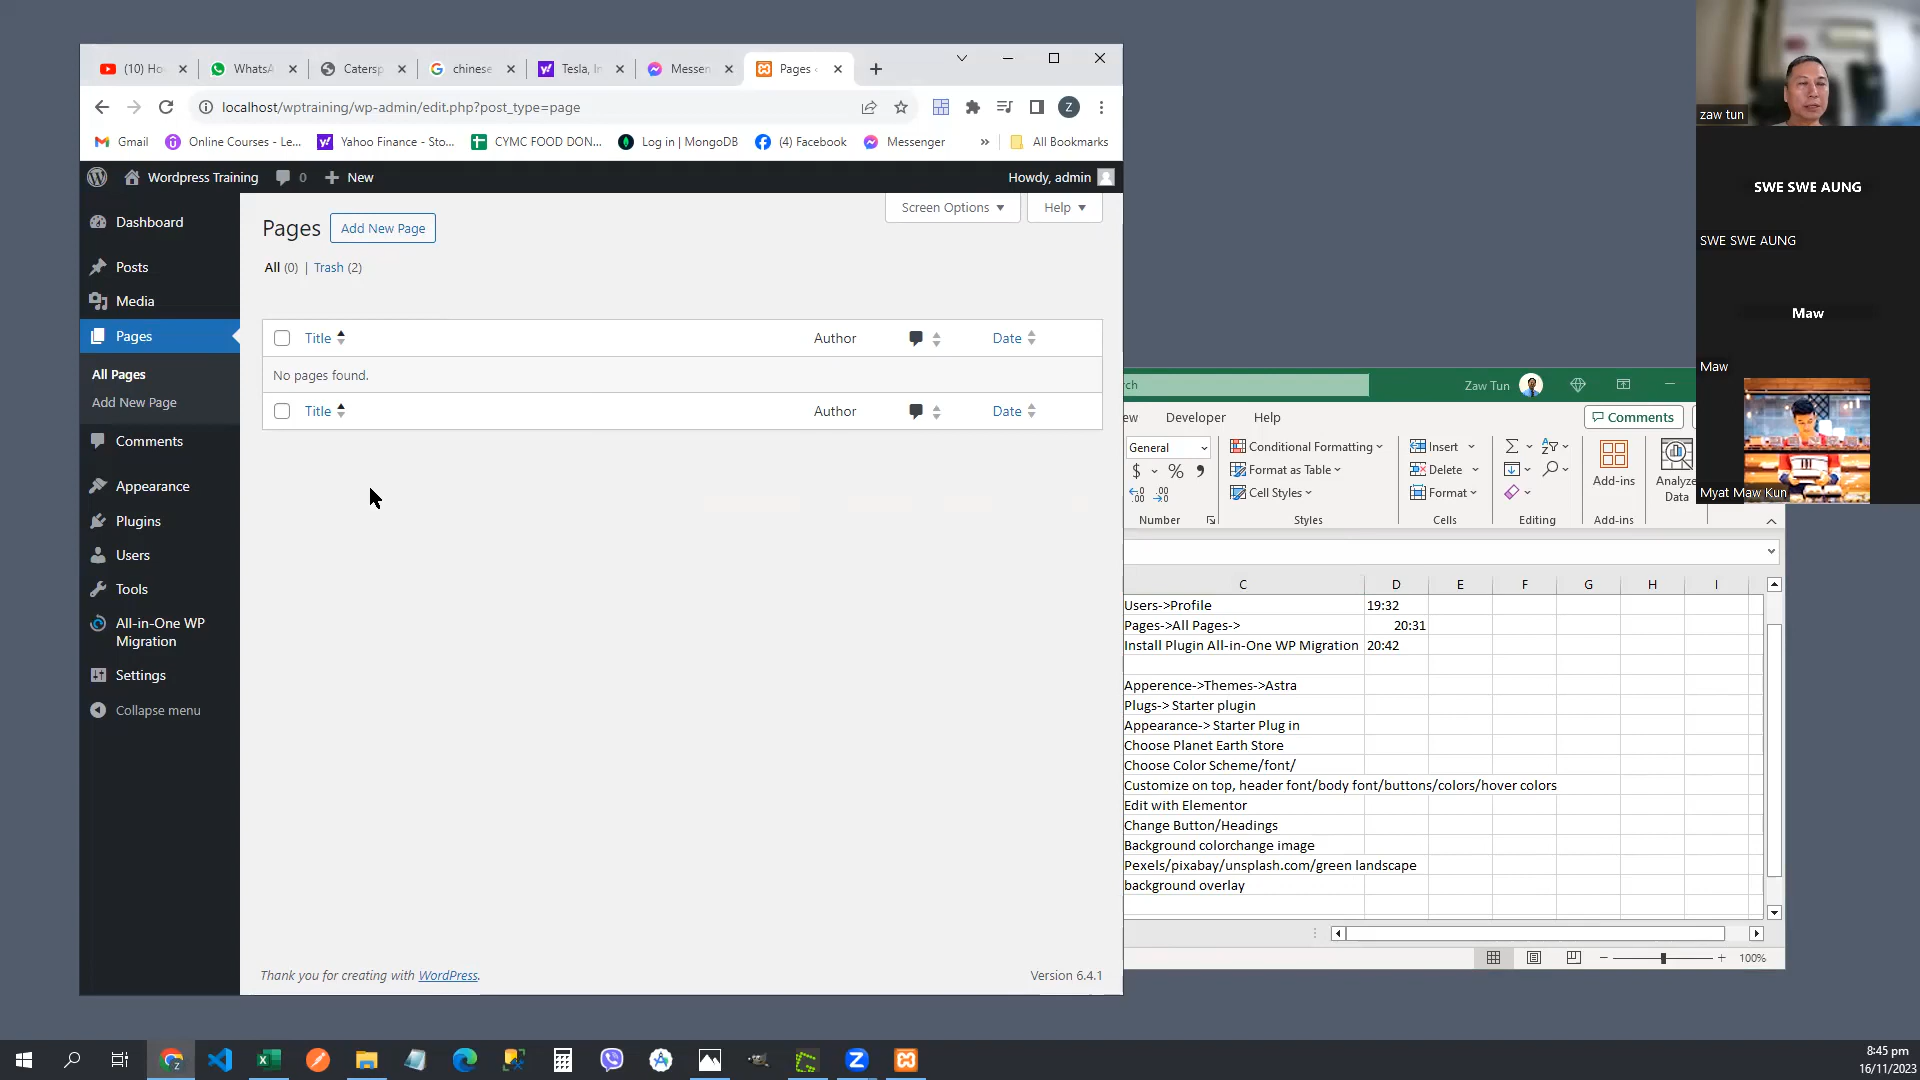 (10) Ho
WhatsA
Catersp
chinese
Tesla, In
Messen
Pages ‹
localhost/wptraining/wp-admin/edit.php?post_type=page
Z
Gmail
Online Courses - Le...
Yahoo Finance - Sto...
CYMC FOOD DON...
Log in | MongoDB
(4) Facebook
Messenger
»
All Bookmarks
Wordpress Training
0
New
Howdy, admin
Dashboard
Posts
Media
Pages
All Pages
Add New Page
Comments
Appearance
Plugins
Users
Tools
All-in-One WP
Migration
Settings
Collapse menu
Pages
Add New Page
Screen Options
Help
All (0) | Trash (2)
Title
Author
Date
No pages found.
Title
Author
Date
Thank you for creating with WordPress.
Version 6.4.1
zaw tun
SWE SWE AUNG
SWE SWE AUNG
Maw
Maw
Myat Maw Kun
rch
Zaw Tun
ew
Developer
Help
Comments
General
Conditional Formatting
Format as Table
Cell Styles
Insert
Delete
Format
Add-ins
Analyze
Data
Number
Styles
Cells
Editing
Add-ins
C D E F G H I
Users->Profile 19:32
Pages->All Pages-> 20:31
Install Plugin All-in-One WP Migration 20:42
Apperence->Themes->Astra
Plugs-> Starter plugin
Appearance-> Starter Plug in
Choose Planet Earth Store
Choose Color Scheme/font/
Customize on top, header font/body font/buttons/colors/hover colors
Edit with Elementor
Change Button/Headings
Background colorchange image
Pexels/pixabay/unsplash.com/green landscape
background overlay
100%
8:45 pm
16/11/2023